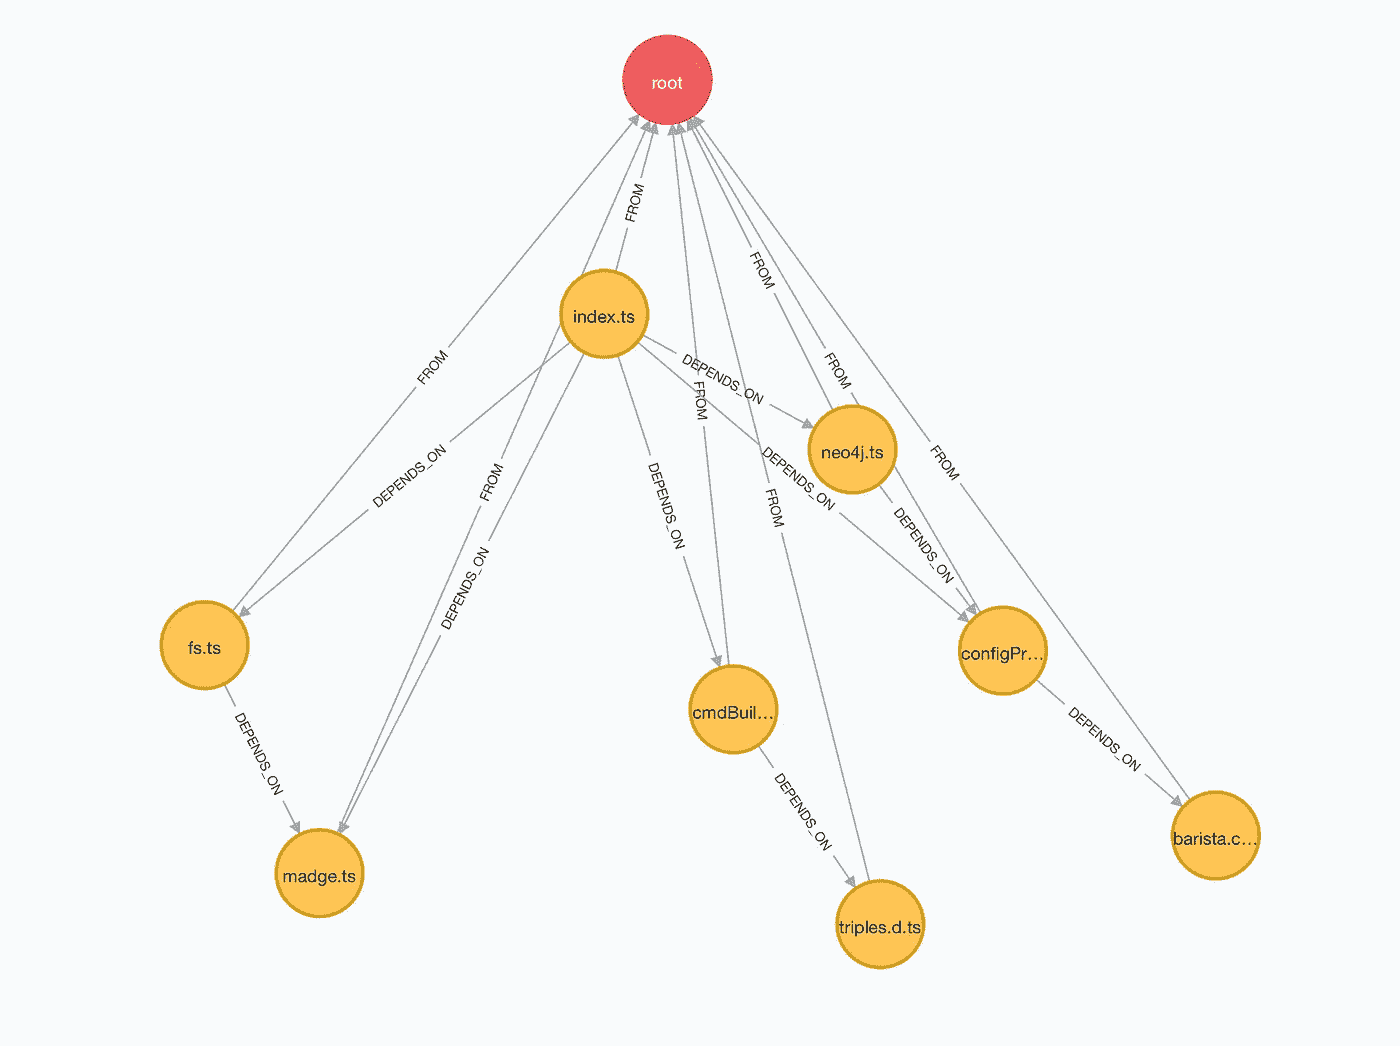 root
FROM
index.ts
FROM
FROM
FROM
FROM
DEPENDS_ON
FROM
neo4j.ts
FROM
DEPENDS_ON
DEPENDS_ON
FROM
FROM
DEPENDS_ON
DEPENDS_ON
DEPENDS_ON
fs.ts
configPr...
cmdBuil...
DEPENDS_ON
DEPENDS_ON
DEPENDS_ON
barista.c...
madge.ts
triples.d.ts